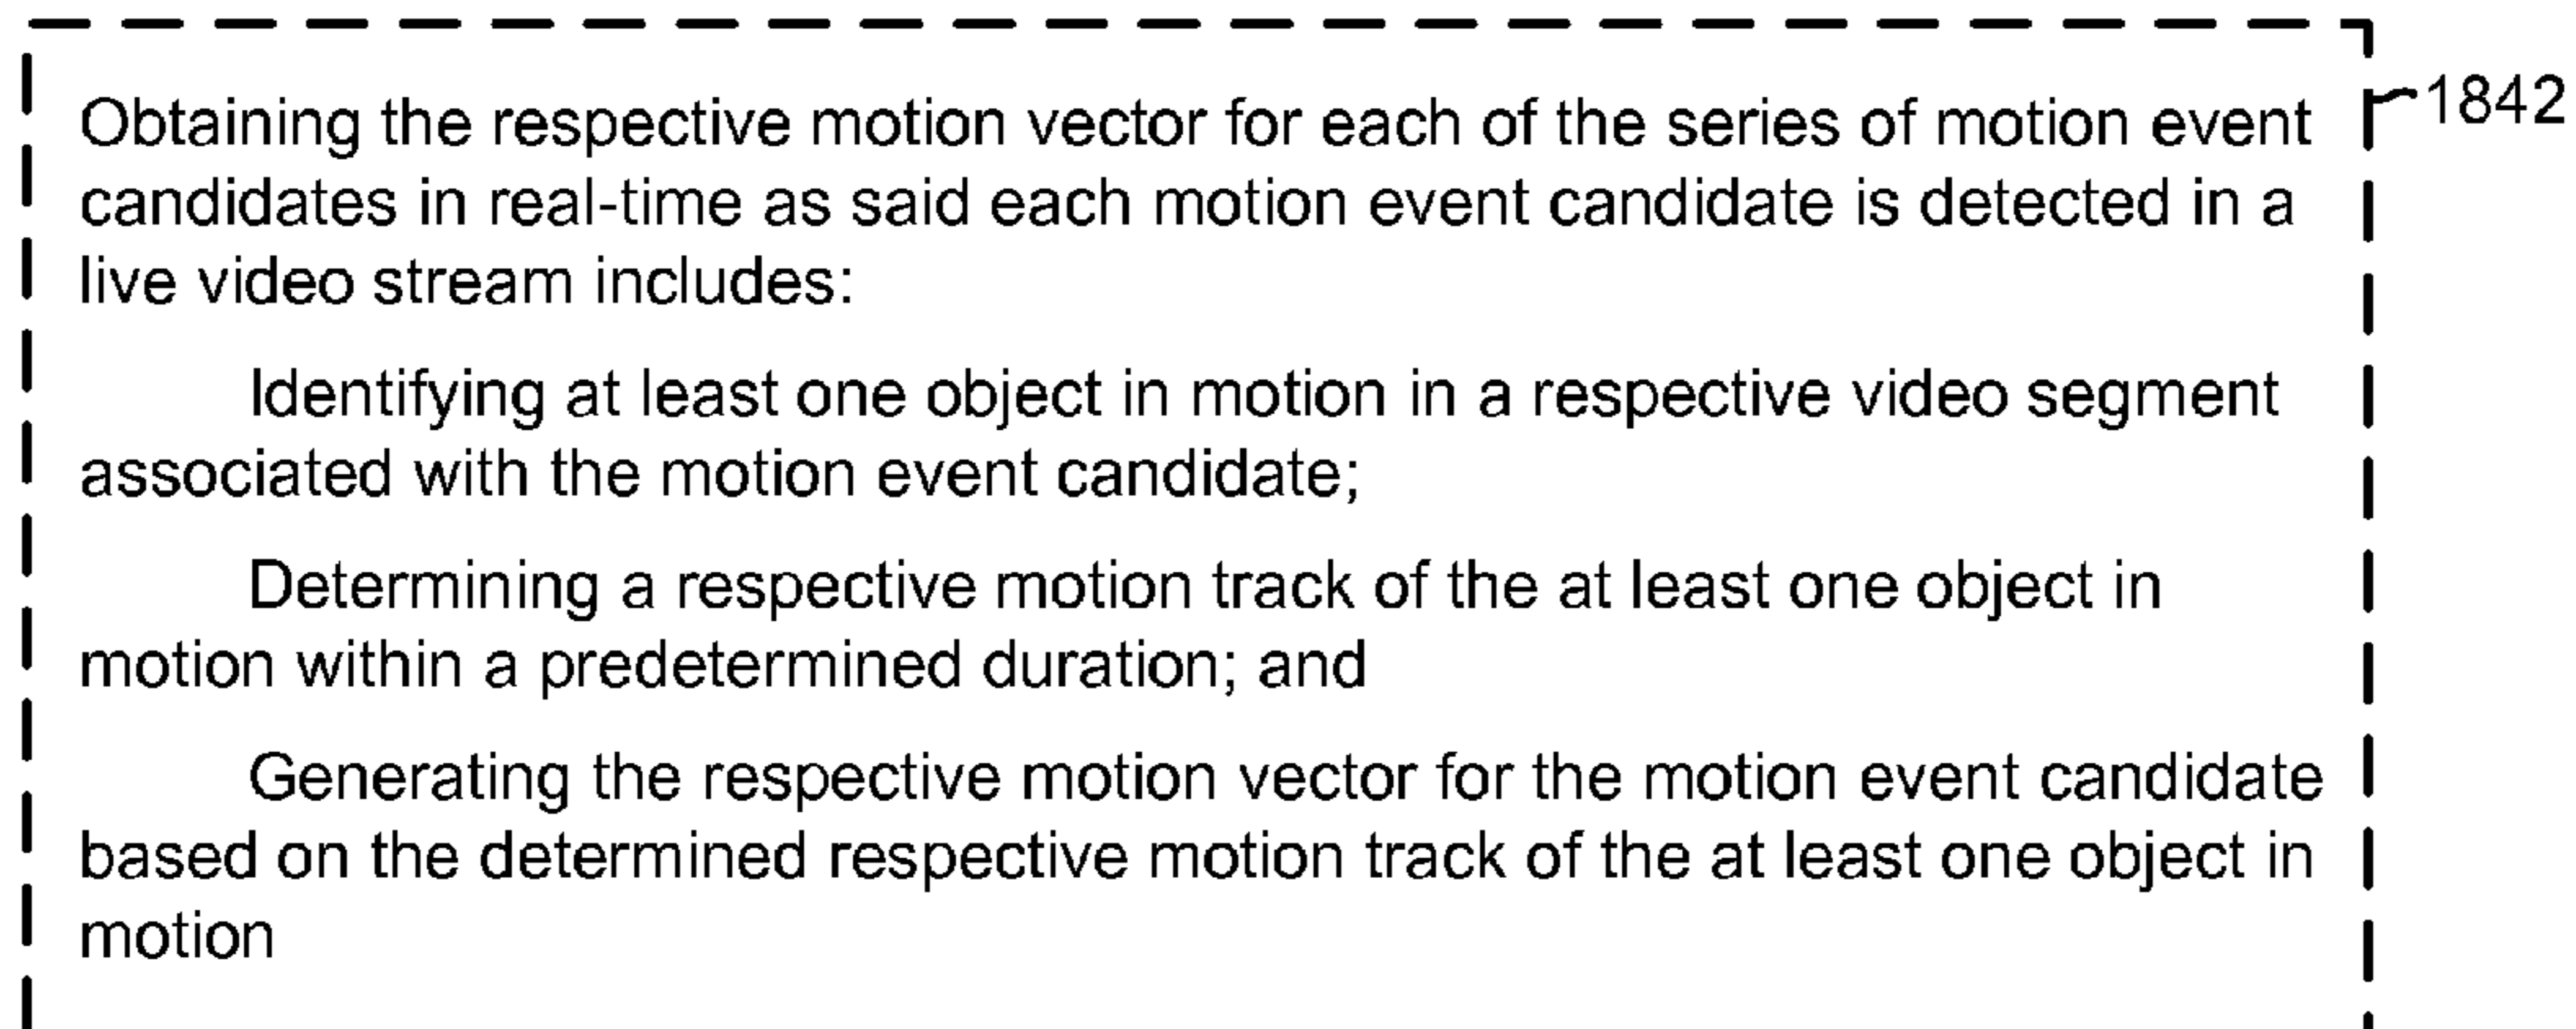 Obtaining the respective motion vector for each of the series of motion event
1842
candidates in real-time as said each motion event candidate is detected in a
live video stream includes:
Identifying at least one object in motion in a respective video segment
associated with the motion event candidate;
Determining a respective motion track of the at least one object in
motion within a predetermined duration; and
Generating the respective motion vector for the motion event candidate
based on the determined respective motion track of the at least one object in
motion